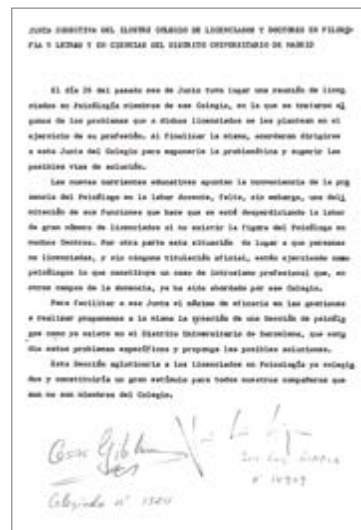 JUNTA DIRECTIVA DEL ILUSTRE COLEGIO DE LICENCIADOS Y DOCTORES EN FILOSO
FIA Y LETRAS Y EN CIENCIAS DEL DISTRITO UNIVERSITARIO DE MADRID
El día 26 del pasado mes de Junio tuvo lugar una reunión de licen
ciados en Psicología miembros de ese Colegio, en la que se trataron al
gunos de los problemas que a dichos licenciados se les plantean en el
ejercicio de su profesión. Al finalizar la misma, acordaron dirigirse
a esta Junta del Colegio para exponerle la problemática y sugerir las
posibles vías de solución.
Las nuevas corrientes educativas apuntan la conveniencia de la pre
sencia del Psicólogo en la labor docente, falta, sin embargo, una deli
mitación de sus funciones que hace que se esté desperdiciando la labor
de gran número de licenciados al no existir la figura del Psicólogo en
muchos Centros. Por otra parte esta situación da lugar a que personas
no licenciadas, y sin ninguna titulación oficial, estén ejerciendo como
psicólogos lo que constituye un caso de intrusismo profesional que, en
otros campos de la docencia, ya ha sido abordado por ese Colegio.
Para facilitar a esa Junta el máximo de eficacia en las gestiones
a realizar proponemos a la misma la creación de una Sección de psicólo
gos como ya existe en el Distrito Universitario de Barcelona, que estu
die estos problemas específicos y proponga las posibles soluciones.
Esta Sección aglutinaría a los licenciados en Psicología ya colegia
dos y constituiría un gran estímulo para todos nuestros compañeros que
aun no son miembros del Colegio.
Colegiado nº